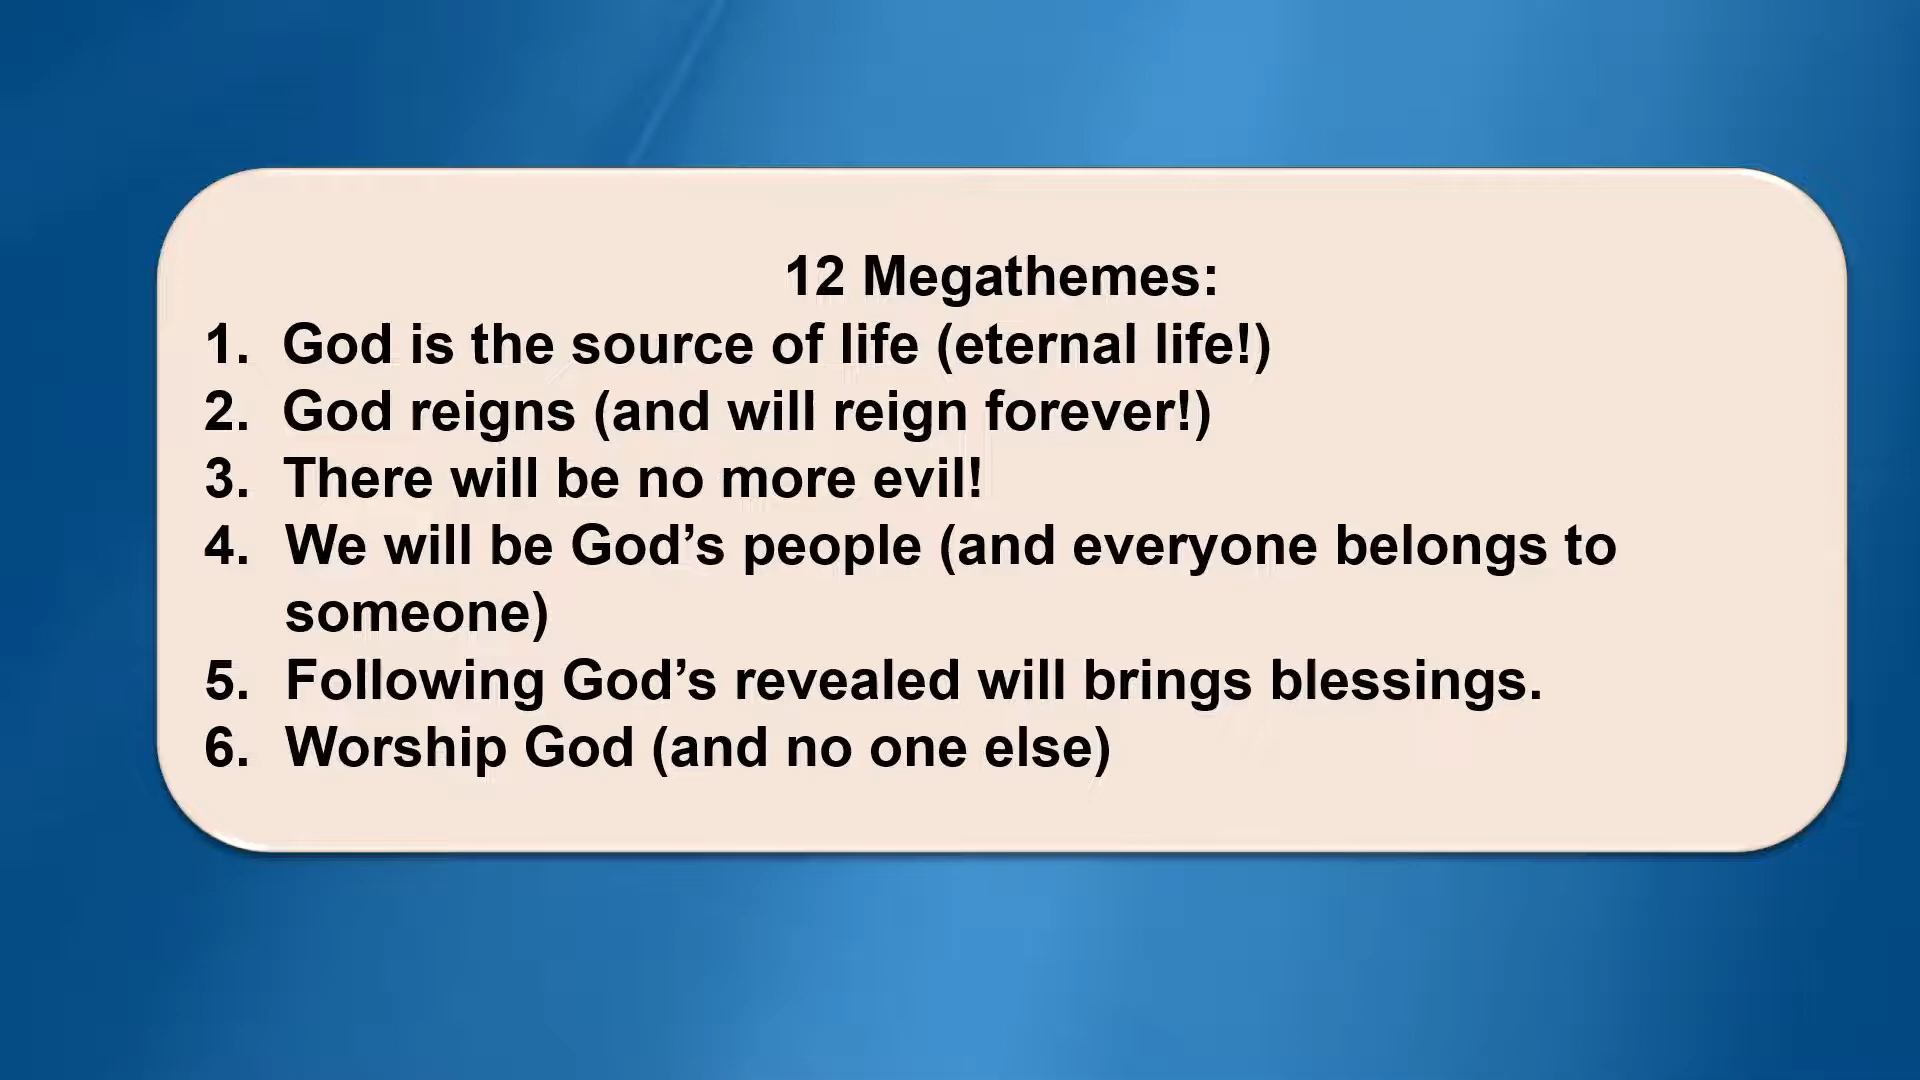 12 Megathemes:
1. God is the source of life (eternal life!)
2. God reigns (and will reign forever!)
3. There will be no more evil!
4. We will be God’s people (and everyone belongs to
someone)
5. Following God’s revealed will brings blessings.
6. Worship God (and no one else)